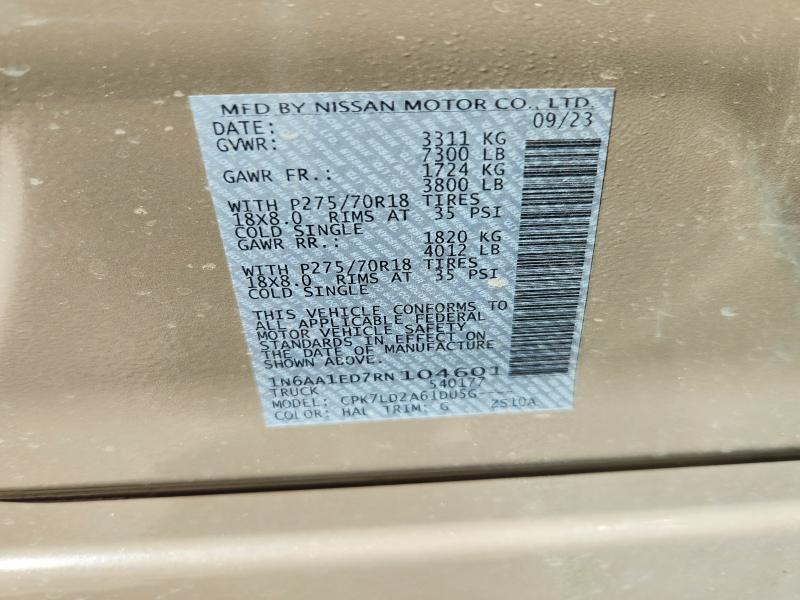 MFD BY NISSAN MOTOR CO., LTD.
DATE: 09/23
GVWR: 3311 KG
7300 LB
GAWR FR.: 1724 KG
3800 LB
WITH P275/70R18 TIRES
18X8.0 RIMS AT 35 PSI
COLD SINGLE
GAWR RR.: 1820 KG
4012 LB
WITH P275/70R18 TIRES
18X8.0 RIMS AT 35 PSI
COLD SINGLE
THIS VEHICLE CONFORMS TO
ALL APPLICABLE FEDERAL
MOTOR VEHICLE SAFETY
STANDARDS IN EFFECT ON
THE DATE OF MANUFACTURE
SHOWN ABOVE.
1N6AA1ED7RN104601
TRUCK 540177
MODEL: CPK7LD2A61DU5G----
COLOR: HAL TRIM: G ZS10A